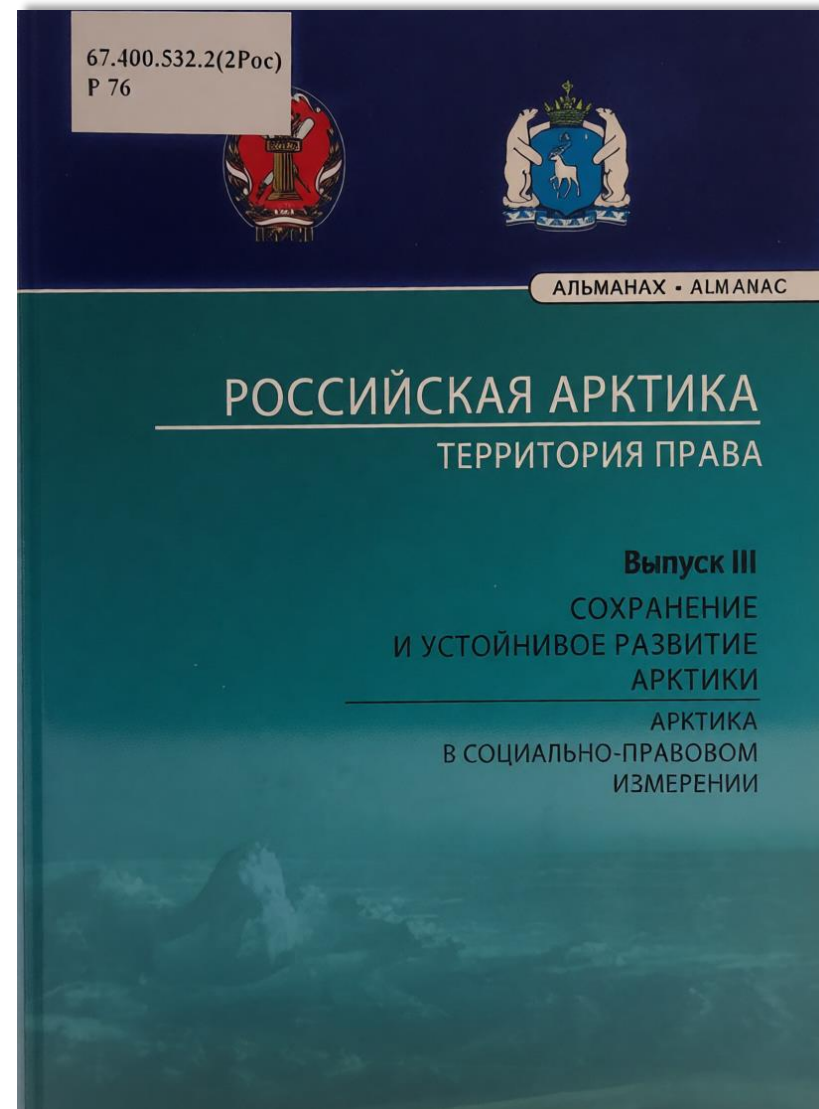 67.400.532.2(2Рос)
Р 76
АЛЬМАНАХ • ALMANAC
РОССИЙСКАЯ АРКТИКА
ТЕРРИТОРИЯ ПРАВА
Выпуск III
СОХРАНЕНИЕ
И УСТОЙНИВОЕ РАЗВИТИЕ
АРКТИКИ
АРКТИКА
В СОЦИАЛЬНО-ПРАВОВОМ
ИЗМЕРЕНИИ